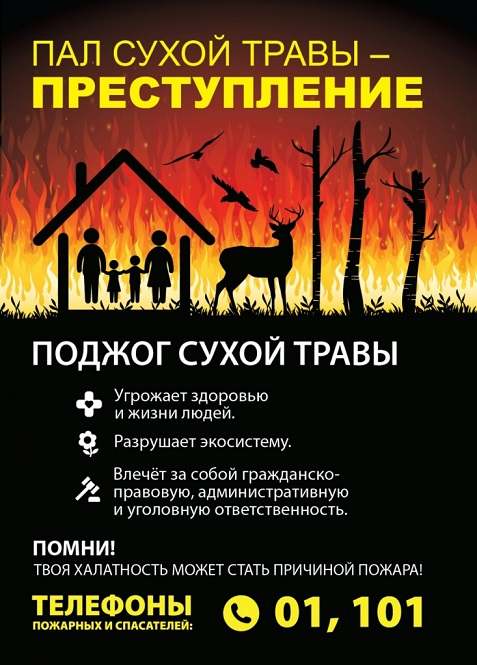 ПАЛ СУХОЙ ТРАВЫ –
ПРЕСТУПЛЕНИЕ
ПОДЖОГ СУХОЙ ТРАВЫ
Угрожает здоровью
и жизни людей.
Разрушает экосистему.
Влечёт за собой гражданско-
правовую, административную
и уголовную ответственность.
ПОМНИ!
ТВОЯ ХАЛАТНОСТЬ МОЖЕТ СТАТЬ ПРИЧИНОЙ ПОЖАРА!
ТЕЛЕФОНЫ
ПОЖАРНЫХ И СПАСАТЕЛЕЙ:
01, 101